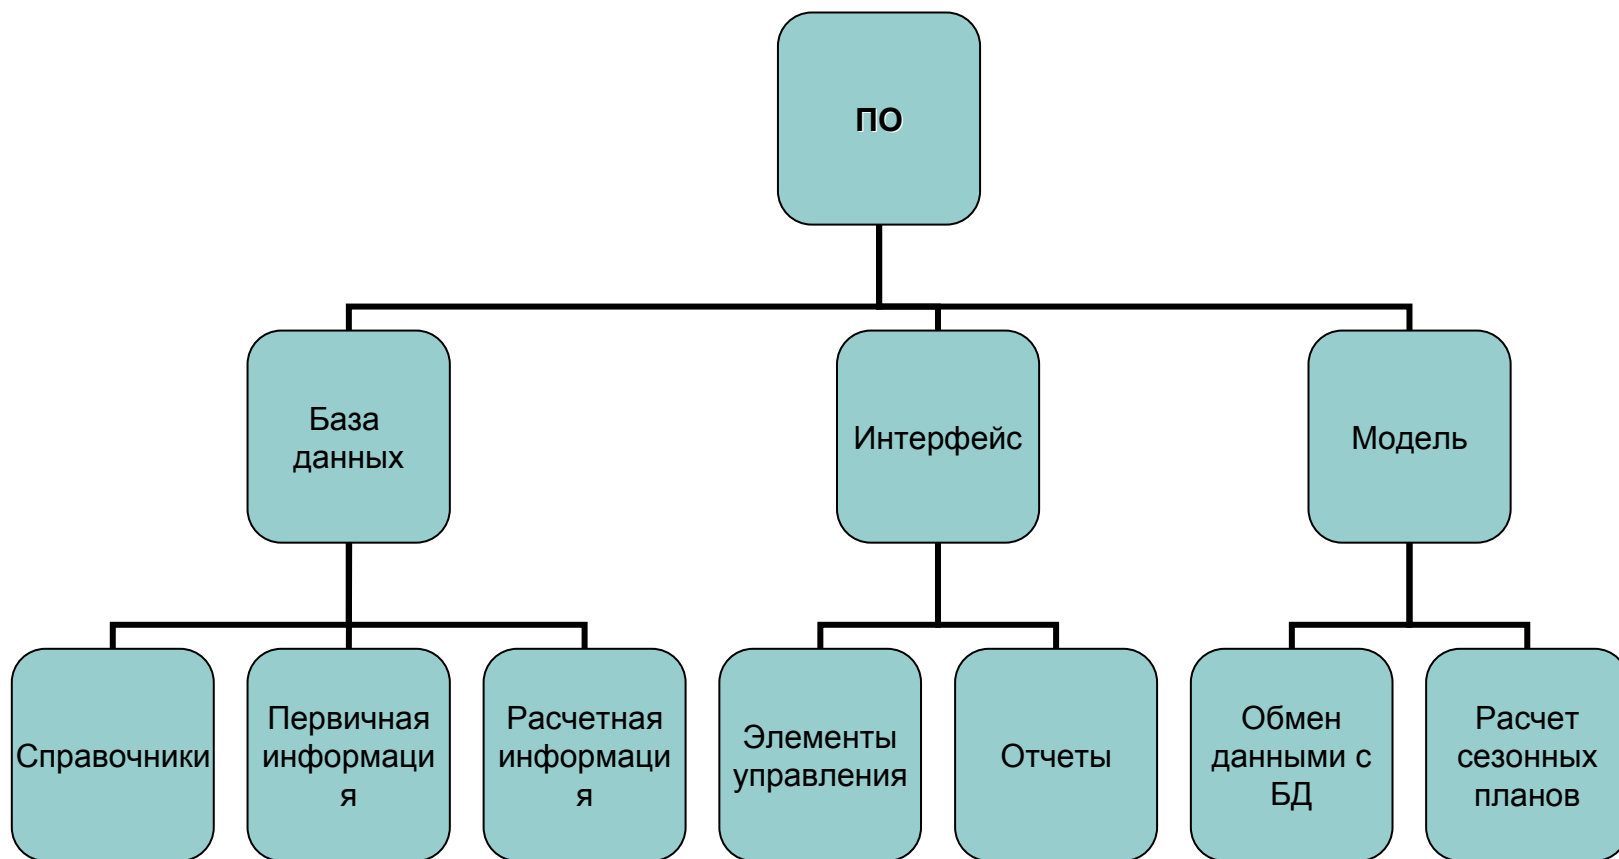 ПО
База
данных
Интерфейс
Модель
Справочники
Первичная
информаци
я
Расчетная
информаци
я
Элементы
управления
Отчеты
Обмен
данными с
БД
Расчет
сезонных
планов